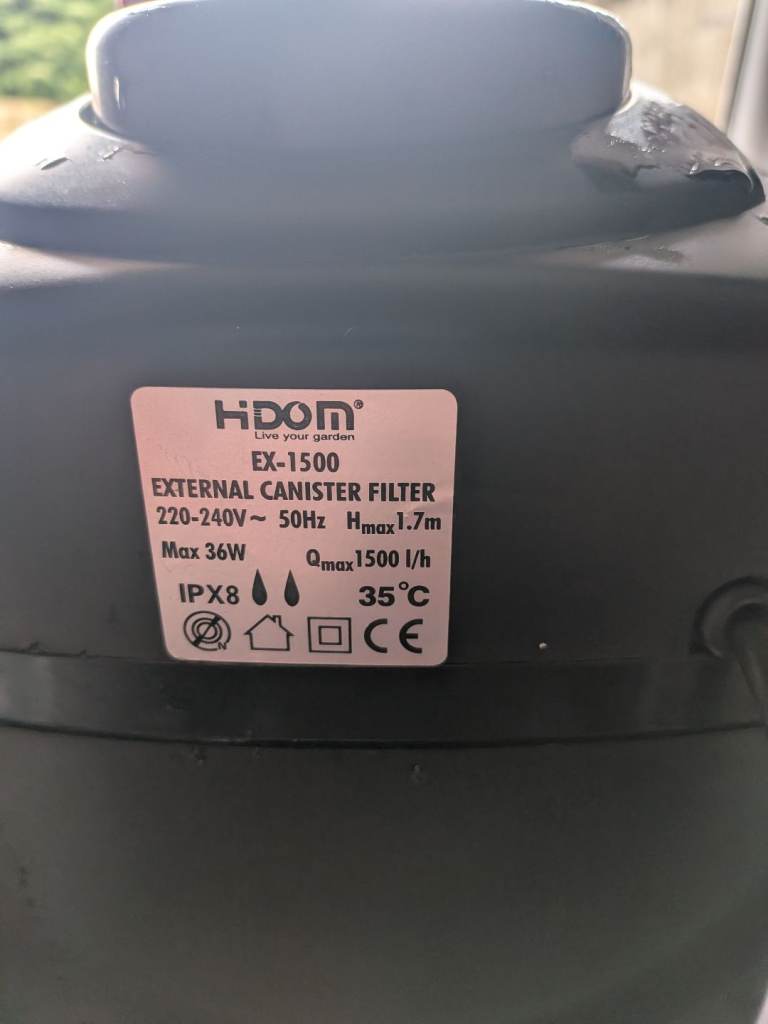 HiDOM®
Live your garden
EX-1500
EXTERNAL CANISTER FILTER
220-240V~ 50Hz Hmax1.7m
Max 36W Qmax1500 l/h
IPX8 35°C
N CE